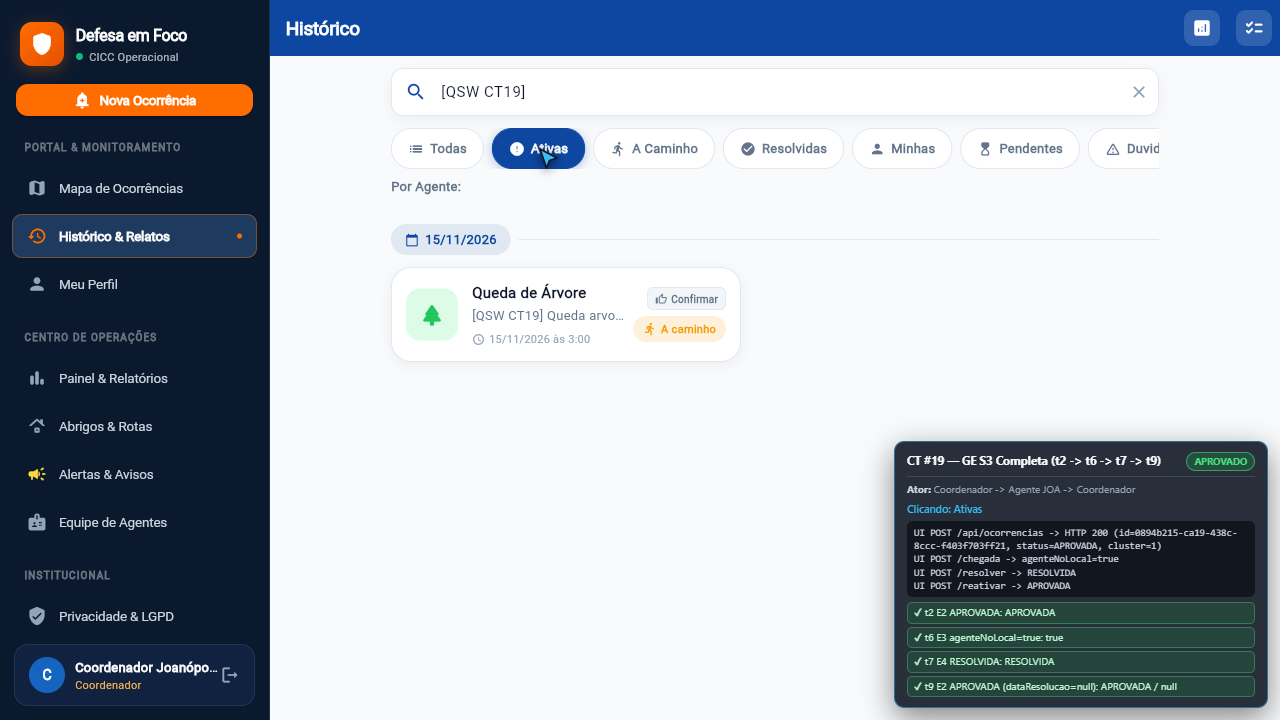 Defesa em Foco
CICC Operacional
Nova Ocorrência
PORTAL & MONITORAMENTO
Mapa de Ocorrências
Histórico & Relatos
Meu Perfil
CENTRO DE OPERAÇÕES
Painel & Relatórios
Abrigos & Rotas
Alertas & Avisos
Equipe de Agentes
INSTITUCIONAL
Privacidade & LGPD
C
Coordenador Joanópo...
Coordenador
Histórico
[QSW CT19]
Todas
Ativas
A Caminho
Resolvidas
Minhas
Pendentes
Duvid
Por Agente:
15/11/2026
Queda de Árvore
Confirmar
[QSW CT19] Queda arvo...
A caminho
15/11/2026 às 3:00
CT #19 — GE S3 Completa (t2 -> t6 -> t7 -> t9)
APROVADO
Ator: Coordenador -> Agente JOA -> Coordenador
Clicando: Ativas
UI POST /api/ocorrencias -> HTTP 200 (id=0894b215-ca19-438c-
8ccc-f403f703ff21, status=APROVADA, cluster=1)
UI POST /chegada -> agenteNoLocal=true
UI POST /resolver -> RESOLVIDA
UI POST /reativar -> APROVADA
✔ t2 E2 APROVADA: APROVADA
✔ t6 E3 agenteNoLocal=true: true
✔ t7 E4 RESOLVIDA: RESOLVIDA
✔ t9 E2 APROVADA (dataResolucao=null): APROVADA / null